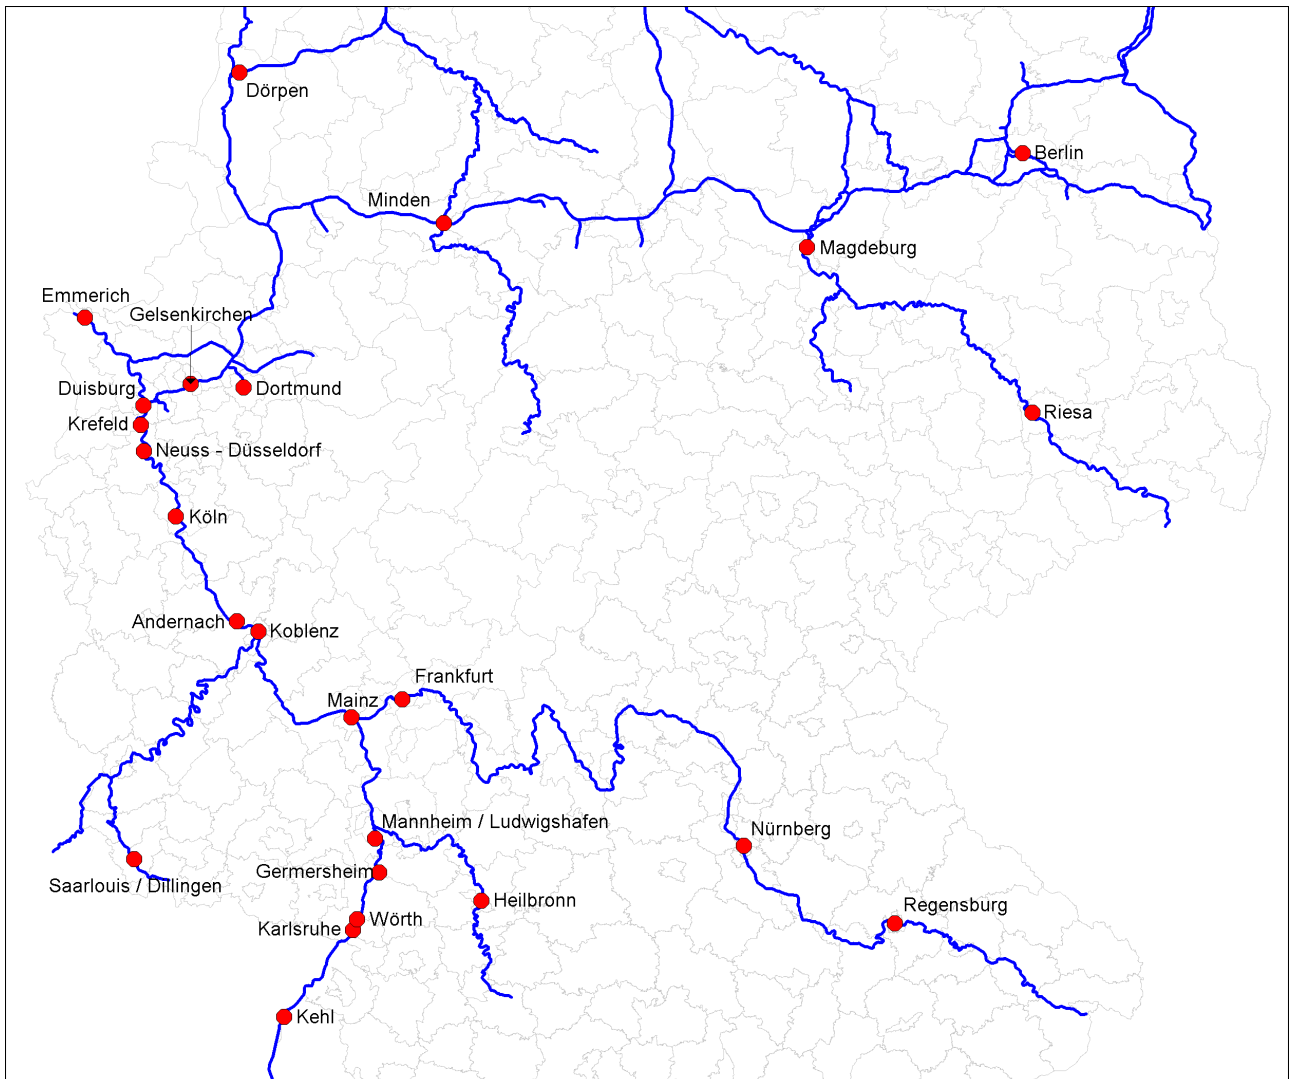 Dörpen
Berlin
Minden
Magdeburg
Emmerich
Gelsenkirchen
Duisburg
Dortmund
Krefeld
Riesa
Neuss - Düsseldorf
Köln
Andernach
Koblenz
Frankfurt
Mainz
Mannheim / Ludwigshafen
Nürnberg
Germersheim
Saarlouis / Dillingen
Heilbronn
Regensburg
Wörth
Karlsruhe
Kehl